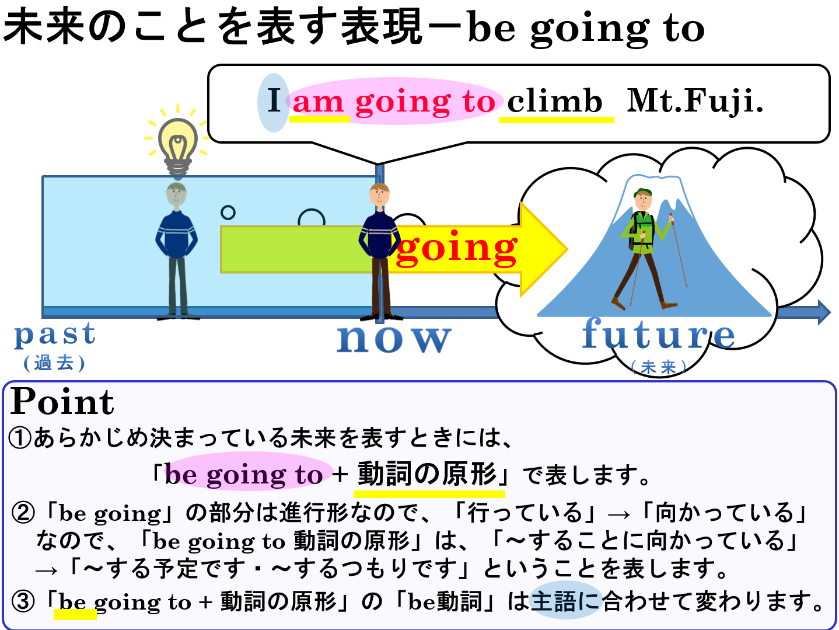 未来のことを表す表現－be going to
I am going to climb Mt.Fuji.
going
past
(過去)
now
future
(未来)
Point
①あらかじめ決まっている未来を表すときには、
「be going to + 動詞の原形」で表します。
②「be going」の部分は進行形なので、「行っている」→「向かっている」
なので、「be going to 動詞の原形」は、「～することに向かっている」
→「～する予定です・～するつもりです」ということを表します。
③「be going to + 動詞の原形」の「be動詞」は主語に合わせて変わります。